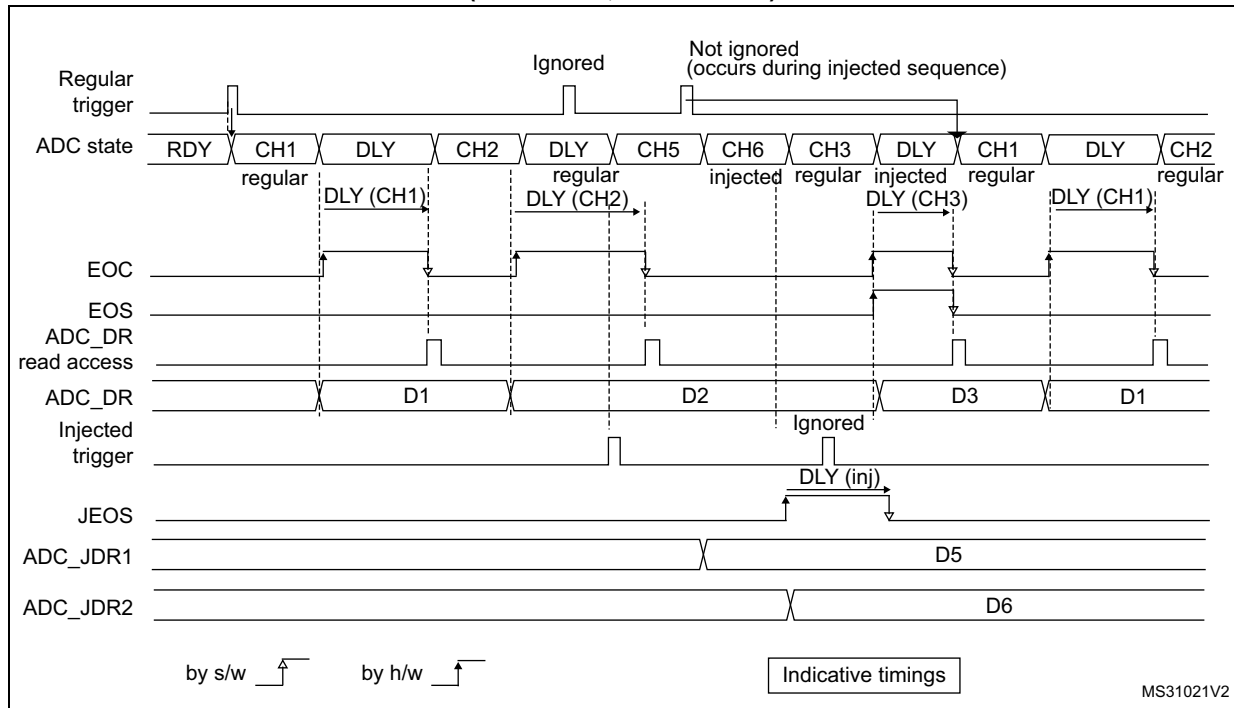 Regular
trigger
Ignored
Not ignored
(occurs during injected sequence)
ADC state
RDY CH1 DLY CH2 DLY CH5 CH6 CH3 DLY CH1 DLY CH2
regular regular injected regular injected regular regular
DLY (CH1) DLY (CH2) DLY (CH3) DLY (CH1)
EOC
EOS
ADC_DR
read access
ADC_DR D1 D2 D3 D1
Injected
trigger
Ignored
DLY (inj)
JEOS
ADC_JDR1 D5
ADC_JDR2 D6
by s/w by h/w Indicative timings
MS31021V2